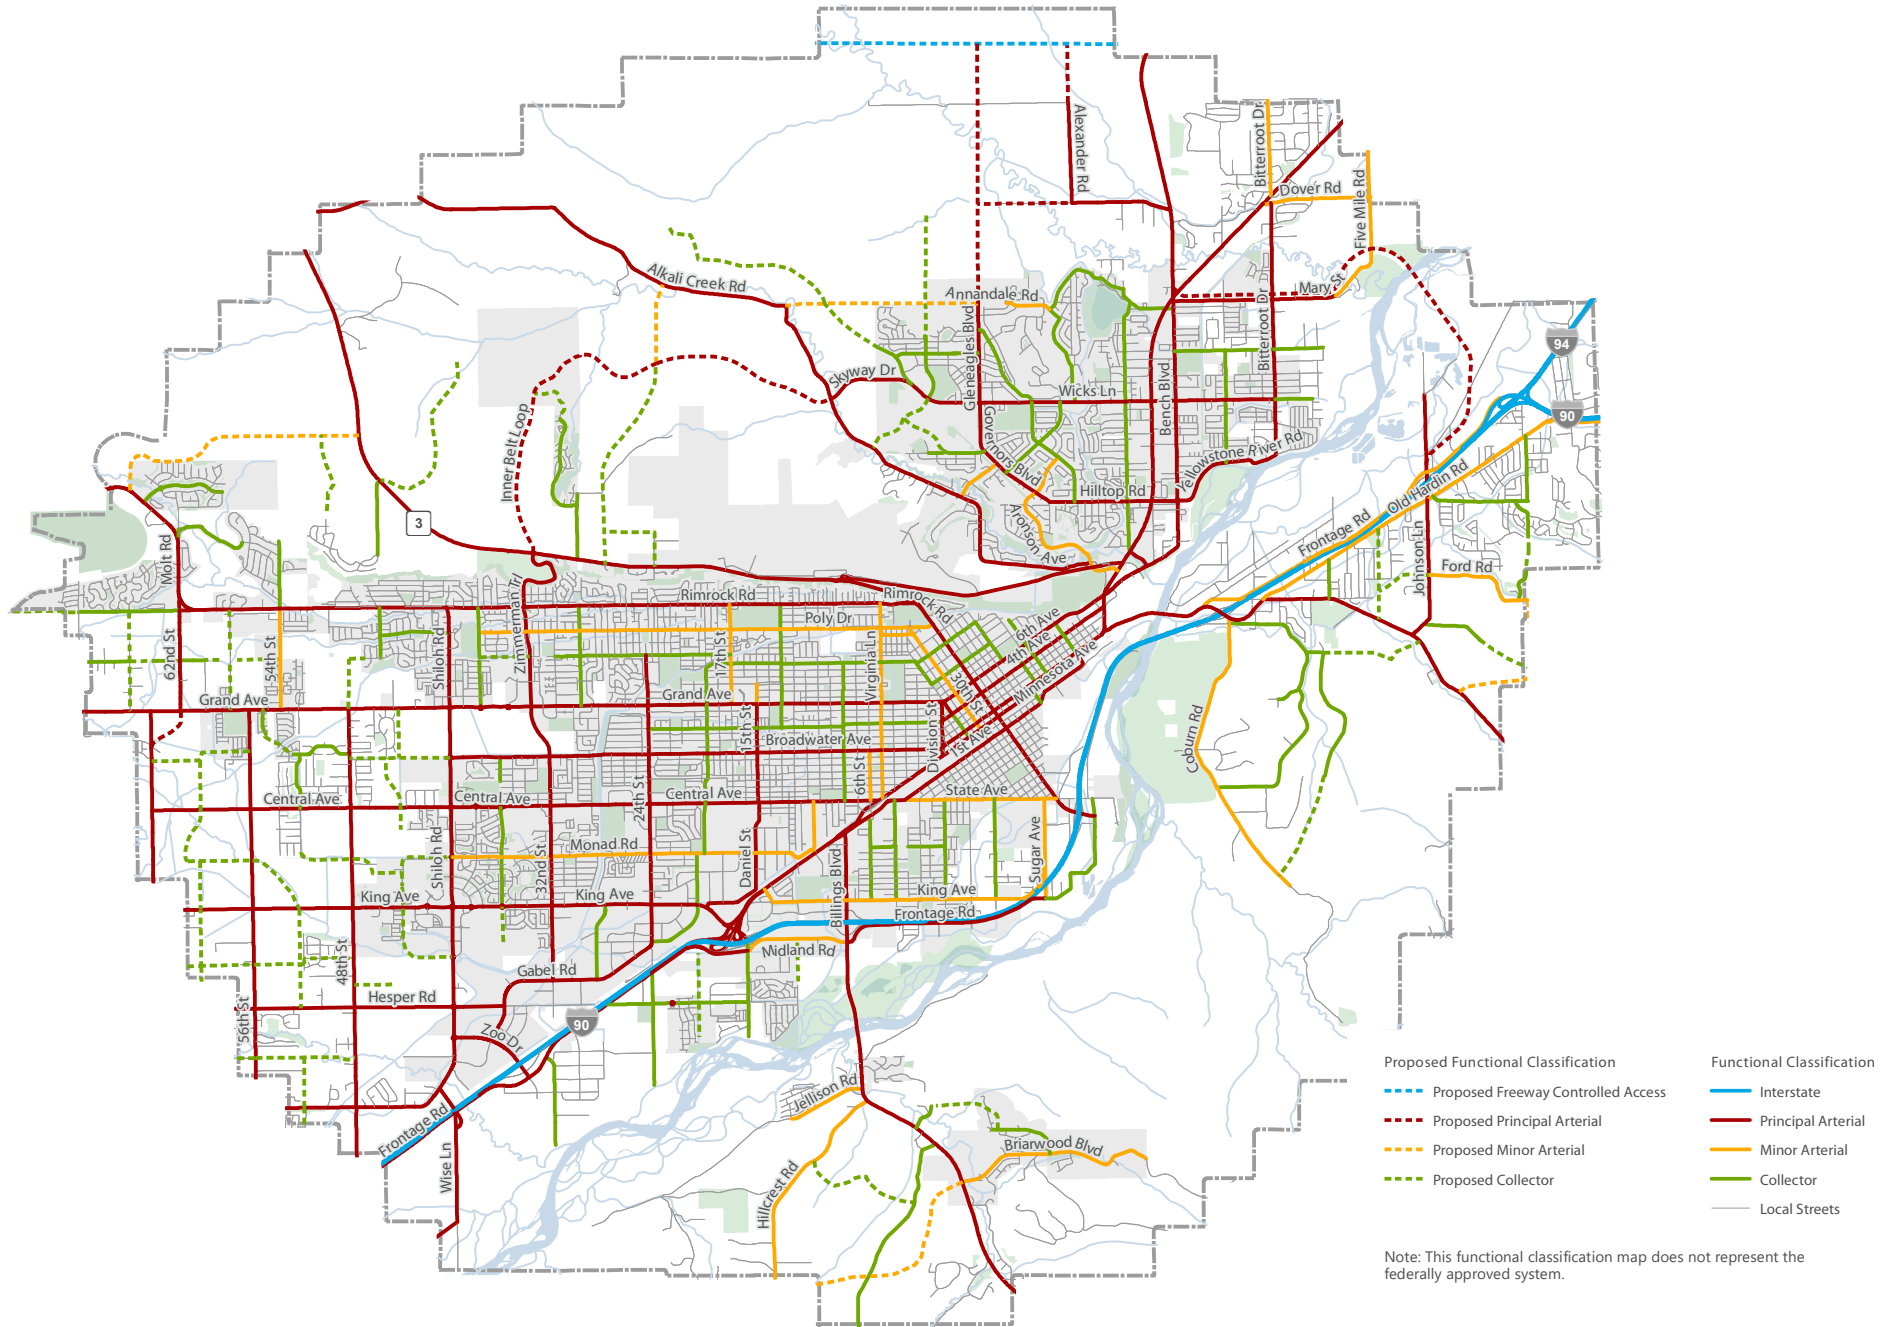 Alexander Rd
Bitterroot Dr
Dover Rd
Five Mile Rd
Alkali Creek Rd
Annandale Rd
Mary St
Gleneagles Blvd
Bitterroot Dr
94
Skyway Dr
Wicks Ln
Bench Blvd
90
Inner Belt Loop
Governors Blvd
Yellowstone River Rd
Hilltop Rd
Old Hardin Rd
3
Aronson Ave
Frontage Rd
Johnson Ln
Ford Rd
Molt Rd
Zimmerman Trl
Rimrock Rd
Rimrock Rd
Poly Dr
6th Ave
4th Ave
Minnesota Ave
62nd St
54th St
Shiloh Rd
17th St
Virginia Ln
30th St
Grand Ave
Grand Ave
15th St
Broadwater Ave
Division St
1st Ave
Coburn Rd
Central Ave
Central Ave
24th St
Central Ave
6th St
State Ave
Shiloh Rd
32nd St
Monad Rd
Daniel St
Billings Blvd
Sugar Ave
King Ave
King Ave
King Ave
Frontage Rd
48th St
Gabel Rd
Midland Rd
56th St
Hesper Rd
Zoo Dr
90
Frontage Rd
Wise Ln
Jellison Rd
Hillcrest Rd
Briarwood Blvd
Proposed Functional Classification
Proposed Freeway Controlled Access
Proposed Principal Arterial
Proposed Minor Arterial
Proposed Collector
Functional Classification
Interstate
Principal Arterial
Minor Arterial
Collector
Local Streets
Note: This functional classification map does not represent the
federally approved system.